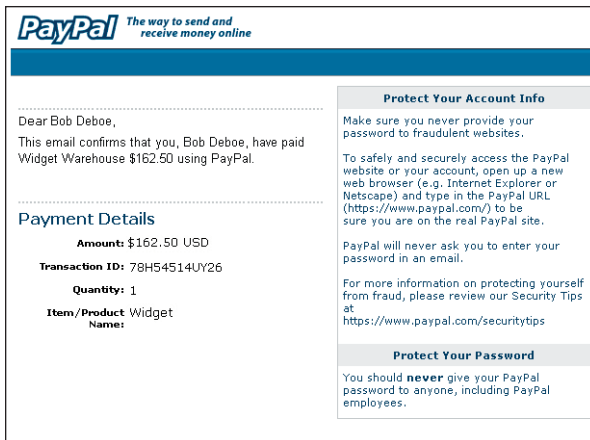 PayPal The way to send and
receive money online
Dear Bob Deboe,
This email confirms that you, Bob Deboe, have paid
Widget Warehouse $162.50 using PayPal.
Payment Details
Amount: $162.50 USD
Transaction ID: 78H54514UY26
Quantity: 1
Item/Product Widget
Name:
Protect Your Account Info
Make sure you never provide your
password to fraudulent websites.
To safely and securely access the PayPal
website or your account, open up a new
web browser (e.g. Internet Explorer or
Netscape) and type in the PayPal URL
(https://www.paypal.com/) to be
sure you are on the real PayPal site.
PayPal will never ask you to enter your
password in an email.
For more information on protecting yourself
from fraud, please review our Security Tips
at
https://www.paypal.com/securitytips
Protect Your Password
You should never give your PayPal
password to anyone, including PayPal
employees.